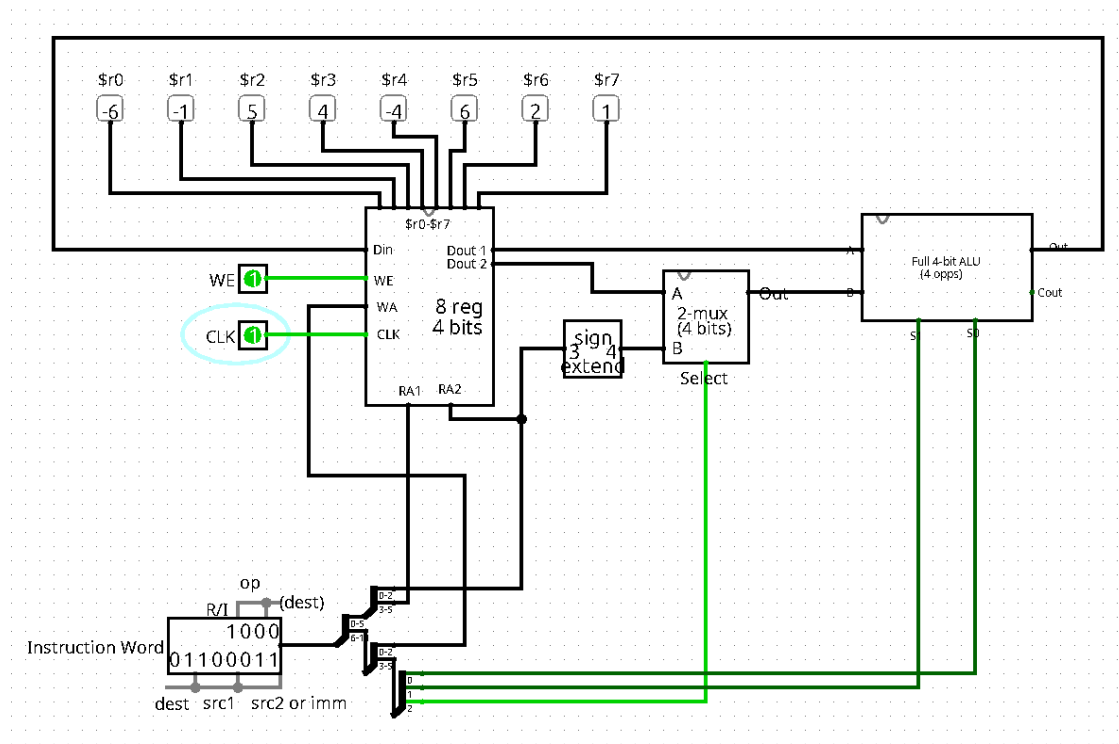 $r0 $r1 $r2 $r3 $r4 $r5 $r6 $r7
-6 -1 5 4 -4 6 2 1
$r0-$r7
Din
Dout 1
Dout 2
WE 1
WE
WA
CLK 1
CLK
8 reg
4 bits
RA1 RA2
sign
3 4
extend
A
Out
2-mux
(4 bits)
B
Select
A
Out
Full 4-bit ALU
(4 opps)
B
Cout
S0
op
R/I
(dest)
Instruction Word
1000
01100011
dest src1 src2 or imm
0-2
3-5
0-5
0-2
3-5
0
1
2